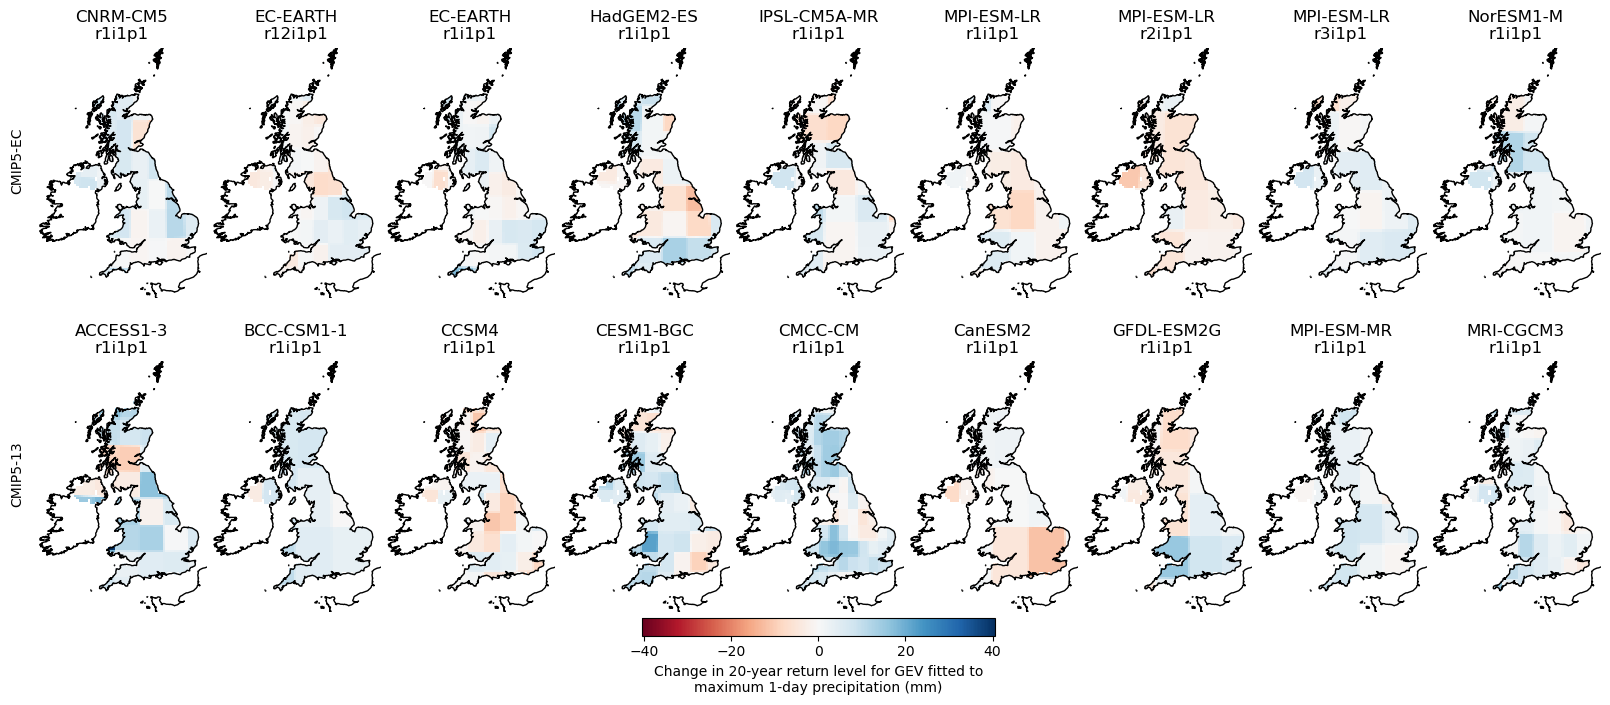 CNRM-CM5 EC-EARTH EC-EARTH HadGEM2-ES IPSL-CM5A-MR MPI-ESM-LR MPI-ESM-LR MPI-ESM-LR NorESM1-M
r1i1p1 r12i1p1 r1i1p1 r1i1p1 r1i1p1 r1i1p1 r2i1p1 r3i1p1 r1i1p1
CMIP5-EC
ACCESS1-3 BCC-CSM1-1 CCSM4 CESM1-BGC CMCC-CM CanESM2 GFDL-ESM2G MPI-ESM-MR MRI-CGCM3
r1i1p1 r1i1p1 r1i1p1 r1i1p1 r1i1p1 r1i1p1 r1i1p1 r1i1p1 r1i1p1
CMIP5-13
−40 −20 0 20 40
Change in 20-year return level for GEV fitted to
maximum 1-day precipitation (mm)